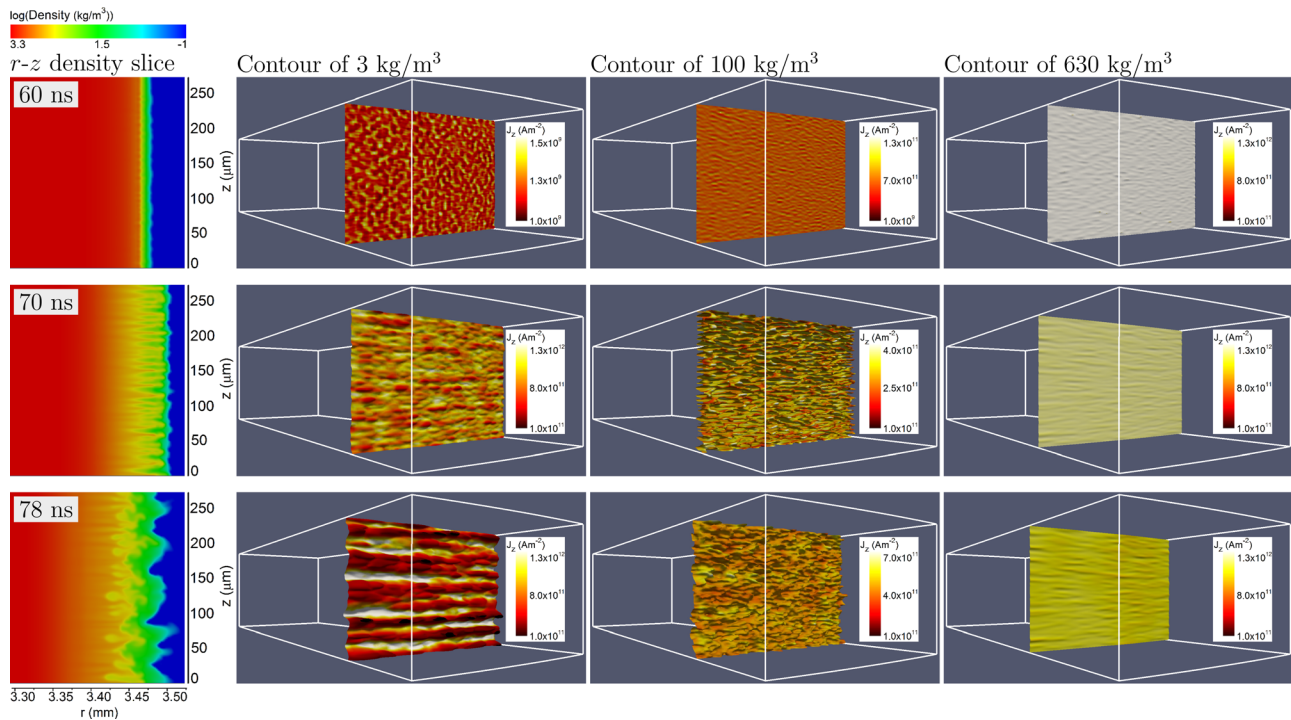 log(Density (kg/m³)
3.3 1.5 -1
r-z density slice
Contour of 3 kg/m³
Contour of 100 kg/m³
Contour of 630 kg/m³
60 ns
250
200
150
100
50
0
z (μm)
J_z (Am⁻²)
1.5x10⁹
1.3x10⁹
1.0x10⁹
J_z (Am⁻²)
1.3x10¹¹
7.0x10¹¹
1.0x10⁹
J_z (Am⁻²)
1.3x10¹²
8.0x10¹¹
1.0x10¹¹
70 ns
250
200
150
100
50
0
z (μm)
J_z (Am⁻²)
1.3x10¹²
8.0x10¹¹
1.0x10¹¹
J_z (Am⁻²)
4.0x10¹¹
2.5x10¹¹
1.0x10¹¹
J_z (Am⁻²)
1.3x10¹²
8.0x10¹¹
1.0x10¹¹
78 ns
250
200
150
100
50
0
z (μm)
J_z (Am⁻²)
1.3x10¹²
8.0x10¹¹
1.0x10¹¹
J_z (Am⁻²)
7.0x10¹¹
4.0x10¹¹
1.0x10¹¹
J_z (Am⁻²)
1.3x10¹²
8.0x10¹¹
1.0x10¹¹
3.30 3.35 3.40 3.45 3.50
r (mm)